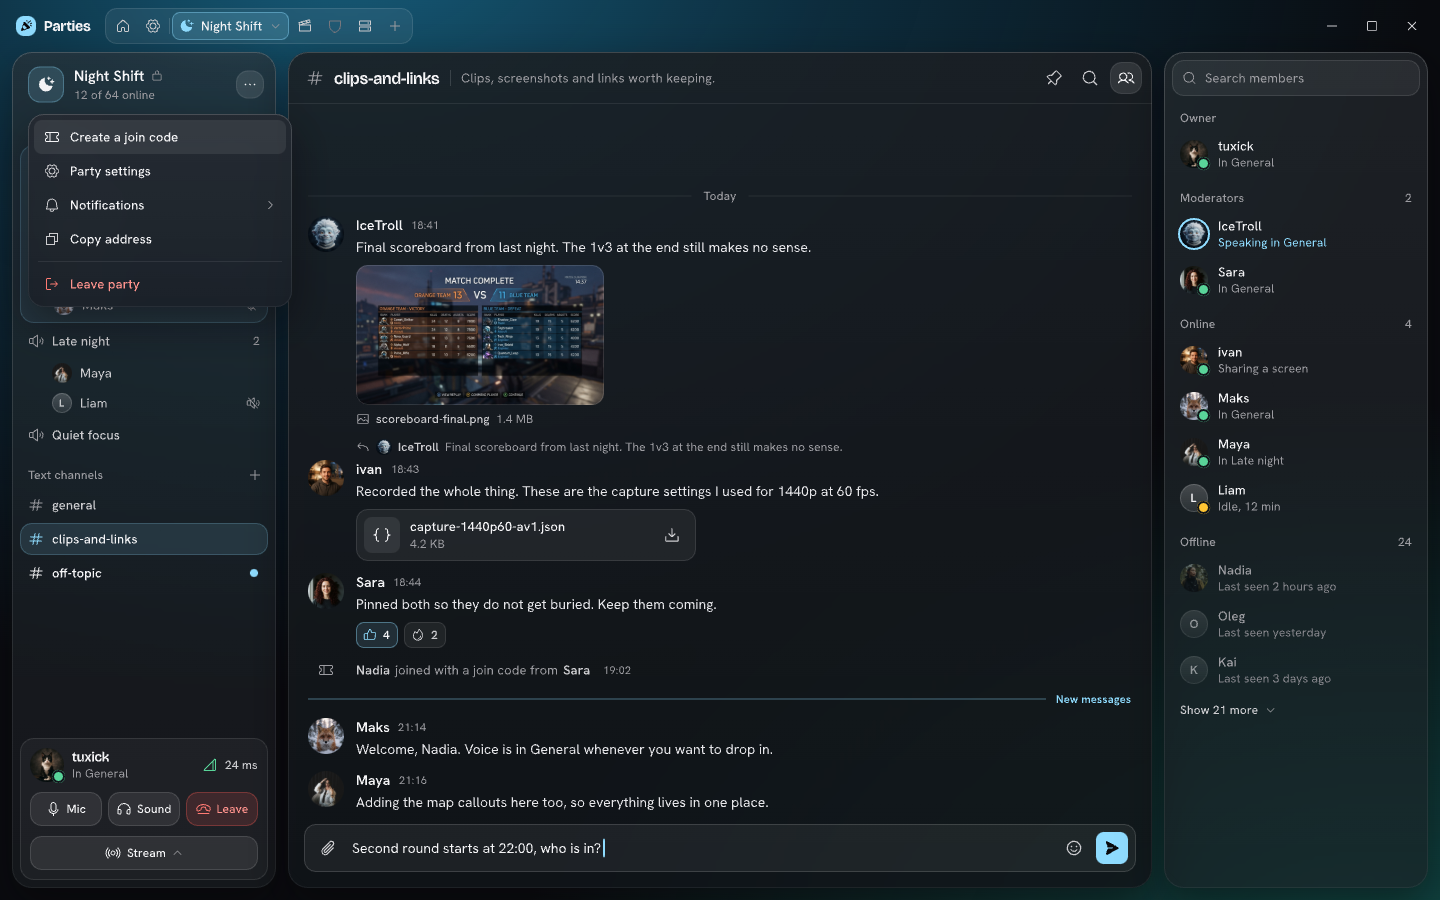 Parties
Night Shift
Night Shift
12 of 64 online
Create a join code
Party settings
Notifications
Copy address
Leave party
Maks
Late night 2
Maya
L Liam
Quiet focus
Text channels
# general
# clips-and-links
# off-topic
tuxick
In General
24 ms
Mic
Sound
Leave
Stream
# clips-and-links
Clips, screenshots and links worth keeping.
Today
IceTroll 18:41
Final scoreboard from last night. The 1v3 at the end still makes no sense.
MATCH COMPLETE
ORANGE TEAM 13 VS 11 BLUE TEAM
14:37
scoreboard-final.png 1.4 MB
IceTroll Final scoreboard from last night. The 1v3 at the end still makes no sense.
ivan 18:43
Recorded the whole thing. These are the capture settings I used for 1440p at 60 fps.
{ } capture-1440p60-av1.json
4.2 KB
Sara 18:44
Pinned both so they do not get buried. Keep them coming.
4
2
Nadia joined with a join code from Sara 19:02
New messages
Maks 21:14
Welcome, Nadia. Voice is in General whenever you want to drop in.
Maya 21:16
Adding the map callouts here too, so everything lives in one place.
Second round starts at 22:00, who is in?
Search members
Owner
tuxick
In General
Moderators 2
IceTroll
Speaking in General
Sara
In General
Online 4
ivan
Sharing a screen
Maks
In General
Maya
In Late night
L Liam
Idle, 12 min
Offline 24
Nadia
Last seen 2 hours ago
O Oleg
Last seen yesterday
K Kai
Last seen 3 days ago
Show 21 more